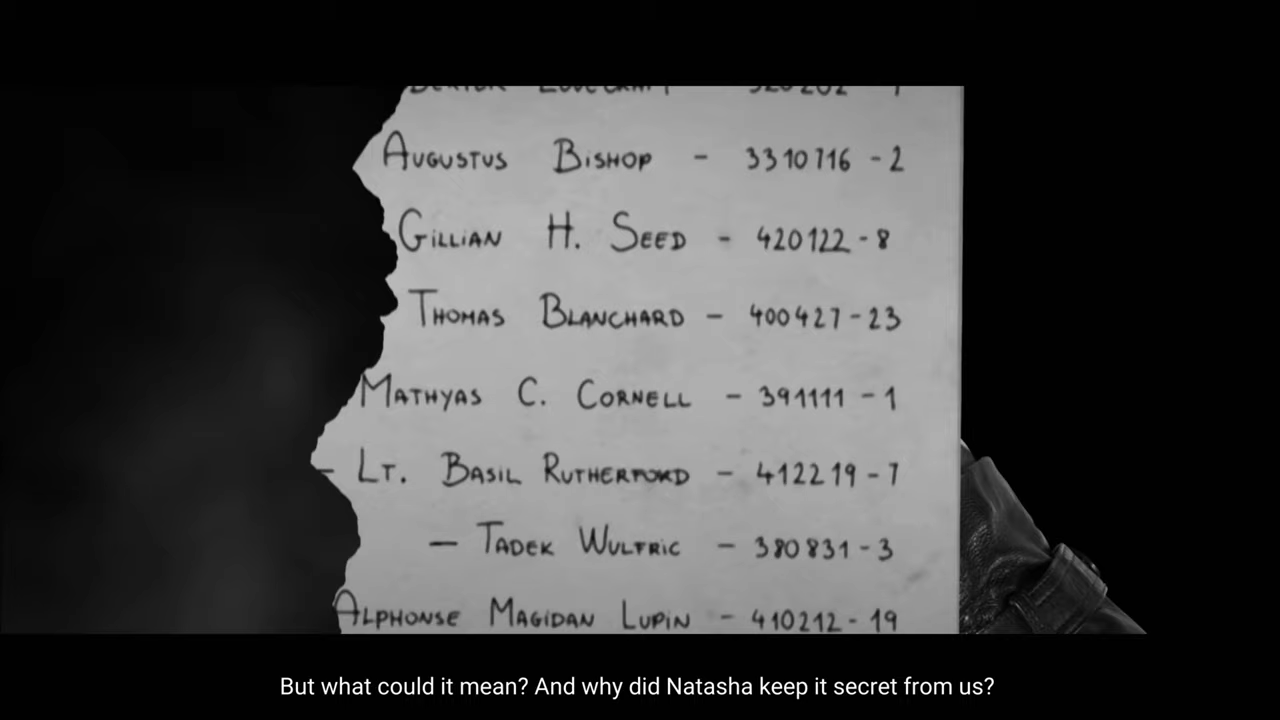 Augustus Bishop - 3310716 - 2
Gillian H. Seed - 420122 - 8
Thomas Blanchard - 400427 - 23
Mathyas C. Cornell - 391111 - 1
- Lt. Basil Rutherford - 412219 - 7
- Tadek Wulfric - 380831 - 3
Alphonse Magidan Lupin - 410212 - 19
But what could it mean? And why did Natasha keep it secret from us?